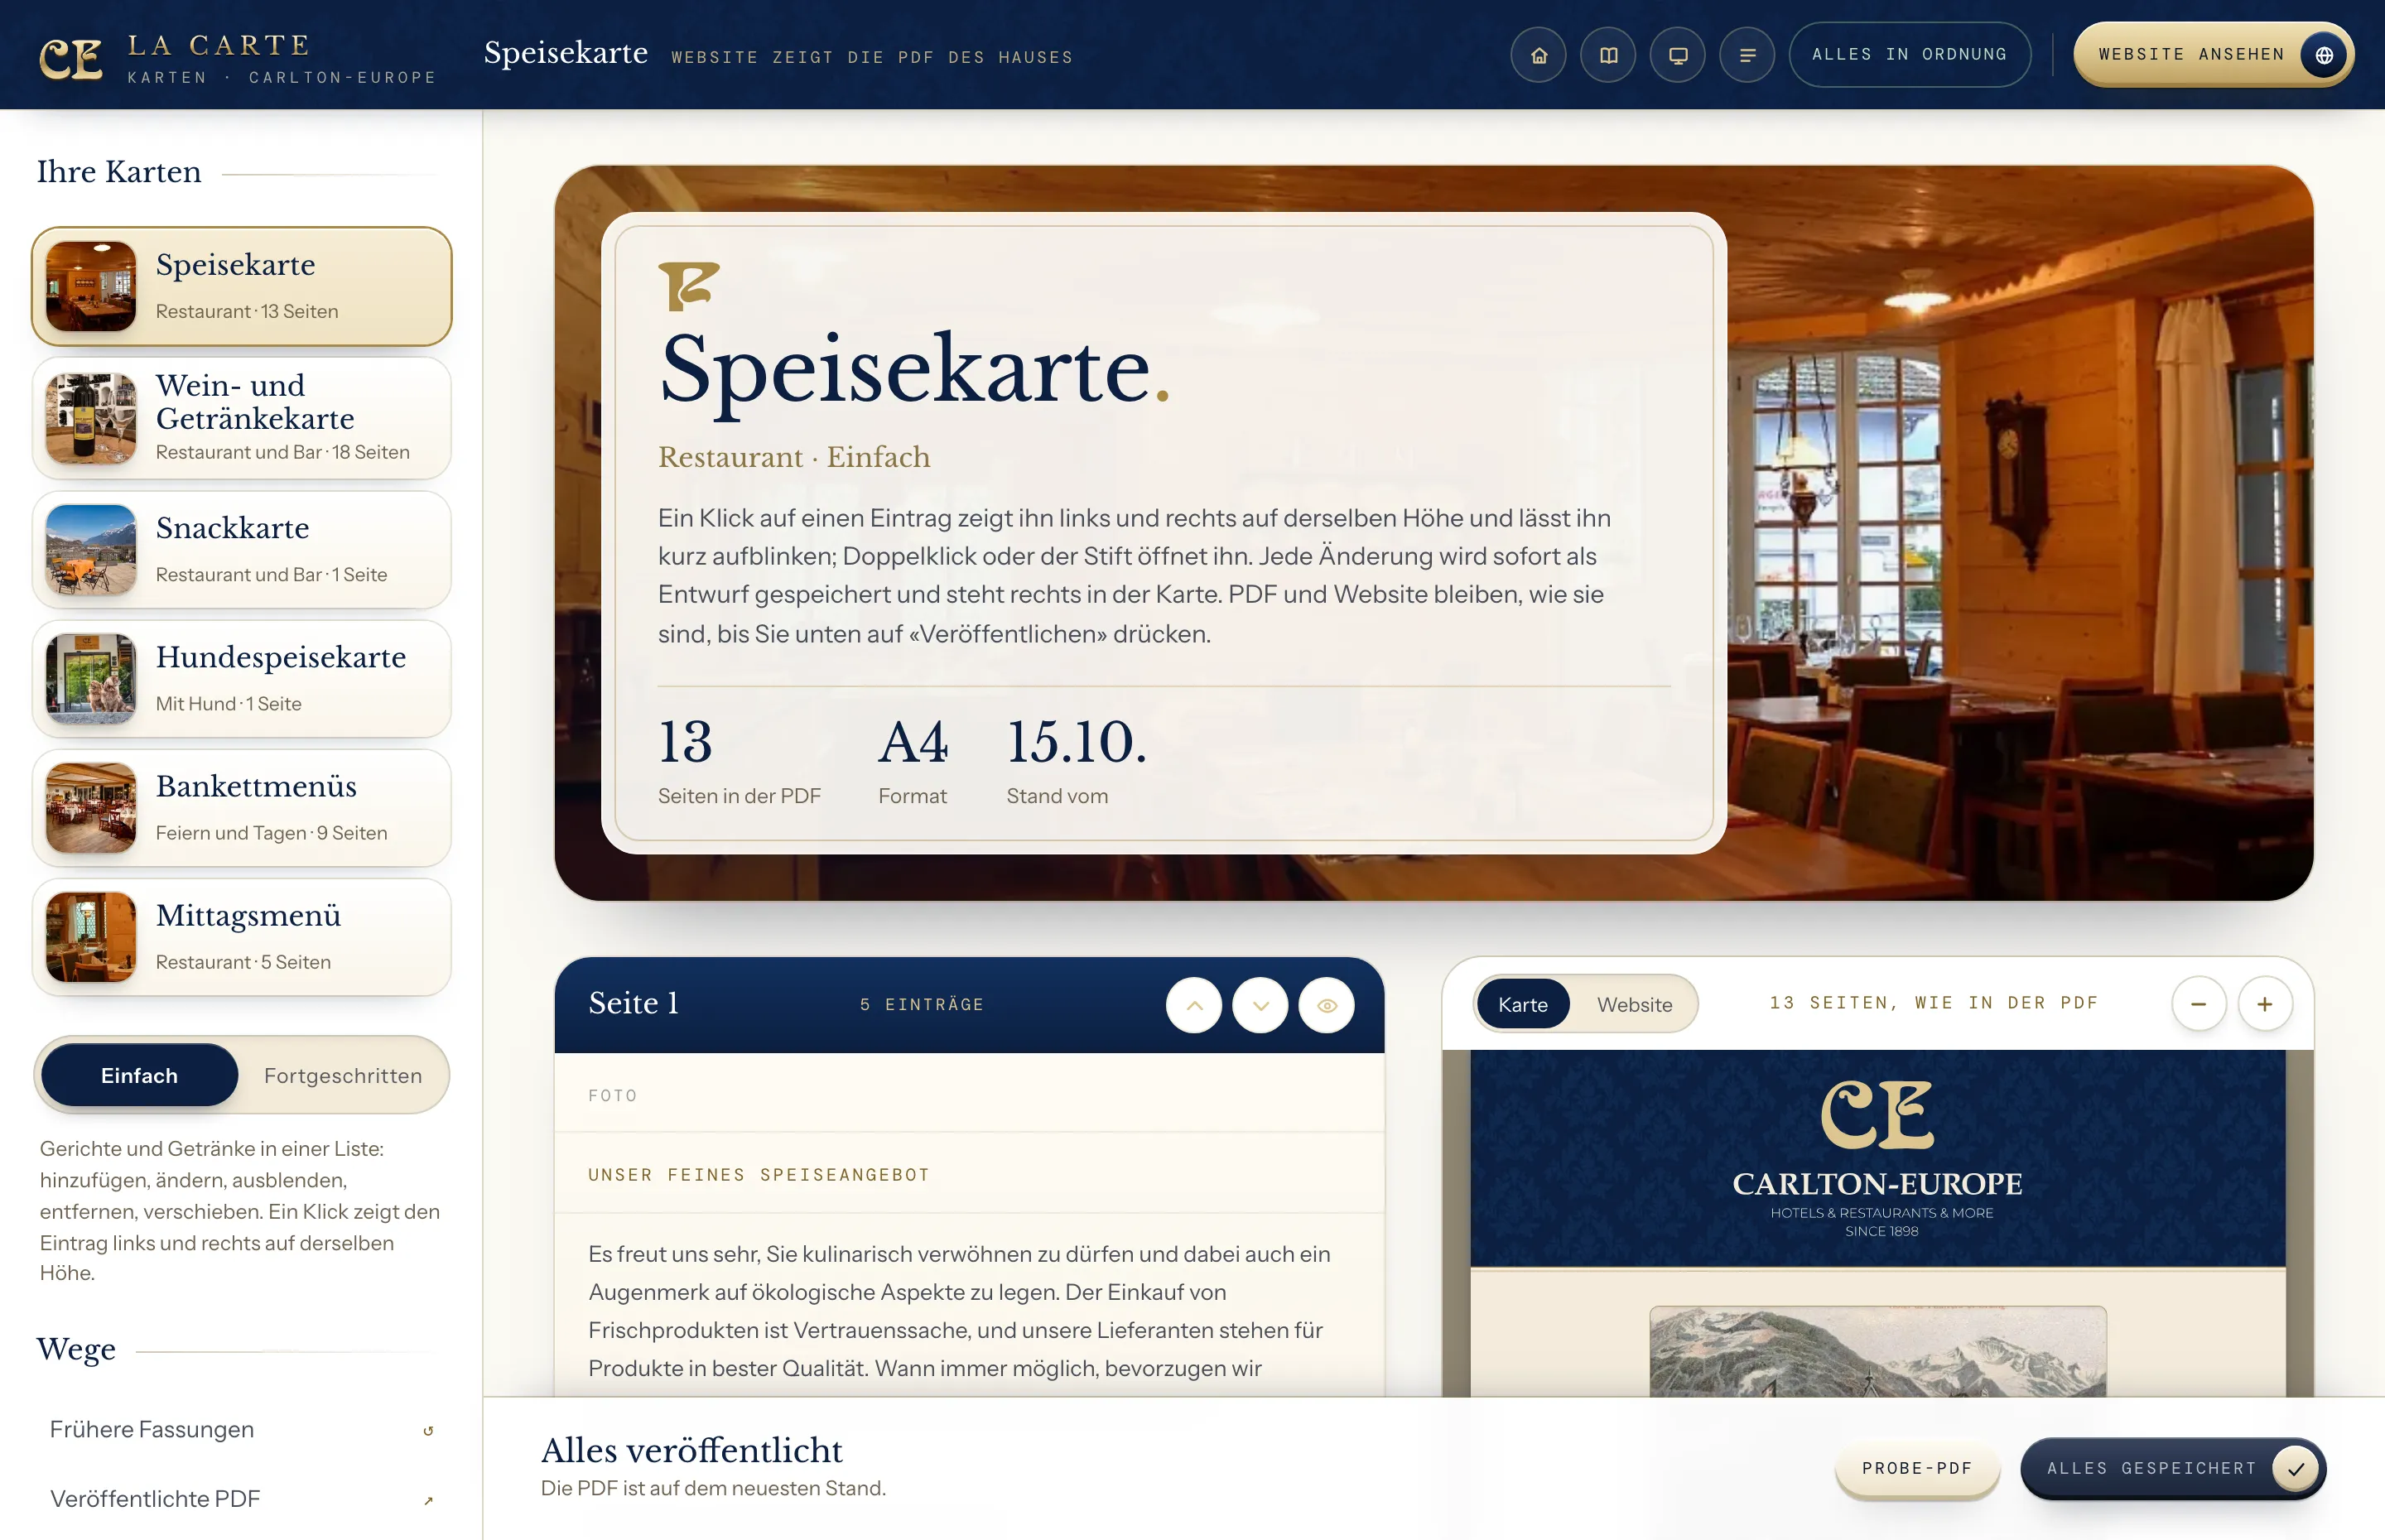 CE
LA CARTE
KARTEN · CARLTON-EUROPE
Speisekarte
WEBSITE ZEIGT DIE PDF DES HAUSES
ALLES IN ORDNUNG
WEBSITE ANSEHEN
Ihre Karten
Speisekarte
Restaurant · 13 Seiten
Wein- und
Getränkekarte
Restaurant und Bar · 18 Seiten
Snackkarte
Restaurant und Bar · 1 Seite
Hundespeisekarte
Mit Hund · 1 Seite
Bankettmenüs
Feiern und Tagen · 9 Seiten
Mittagsmenü
Restaurant · 5 Seiten
Einfach
Fortgeschritten
Gerichte und Getränke in einer Liste:
hinzufügen, ändern, ausblenden,
entfernen, verschieben. Ein Klick zeigt den
Eintrag links und rechts auf derselben
Höhe.
Wege
Frühere Fassungen
Veröffentlichte PDF
Speisekarte.
Restaurant · Einfach
Ein Klick auf einen Eintrag zeigt ihn links und rechts auf derselben Höhe und lässt ihn
kurz aufblinken; Doppelklick oder der Stift öffnet ihn. Jede Änderung wird sofort als
Entwurf gespeichert und steht rechts in der Karte. PDF und Website bleiben, wie sie
sind, bis Sie unten auf «Veröffentlichen» drücken.
13
Seiten in der PDF
A4
Format
15.10.
Stand vom
Seite 1
5 EINTRÄGE
FOTO
UNSER FEINES SPEISEANGEBOT
Es freut uns sehr, Sie kulinarisch verwöhnen zu dürfen und dabei auch ein
Augenmerk auf ökologische Aspekte zu legen. Der Einkauf von
Frischprodukten ist Vertrauenssache, und unsere Lieferanten stehen für
Produkte in bester Qualität. Wann immer möglich, bevorzugen wir
Karte
Website
13 SEITEN, WIE IN DER PDF
CE
CARLTON-EUROPE
HOTELS & RESTAURANTS & MORE
SINCE 1898
Alles veröffentlicht
Die PDF ist auf dem neuesten Stand.
PROBE-PDF
ALLES GESPEICHERT